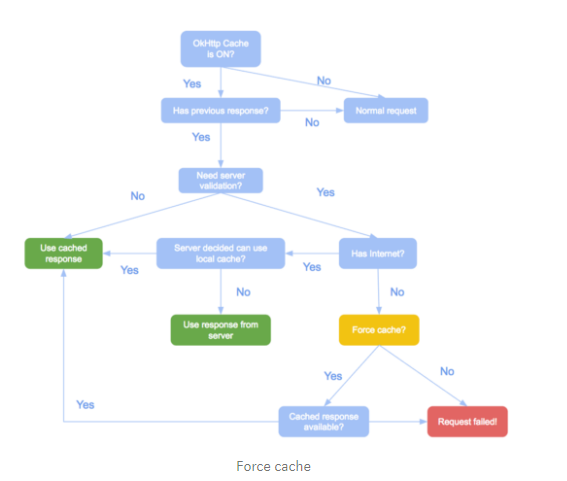 OkHttp Cache
is ON?
Yes
No
Has previous response?
Normal request
No
Yes
Need server
validation?
No
Yes
Use cached
response
Server decided can use
local cache?
Has Internet?
Yes
Yes
No
No
Use response from
server
Force cache?
Yes
No
Yes
Cached response
available?
Request failed!
Force cache